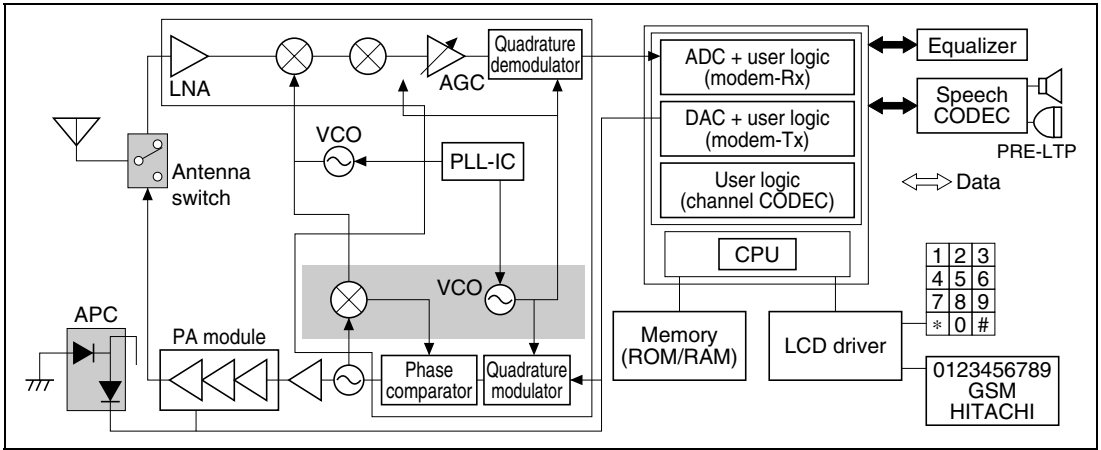 LNA
AGC
Quadrature
demodulator
ADC + user logic
(modem-Rx)
DAC + user logic
(modem-Tx)
User logic
(channel CODEC)
CPU
Equalizer
Speech
CODEC
PRE-LTP
Data
Antenna
switch
VCO
PLL-IC
VCO
APC
PA module
Phase
comparator
Quadrature
modulator
Memory
(ROM/RAM)
LCD driver
1 2 3
4 5 6
7 8 9
* 0 #
0123456789
GSM
HITACHI